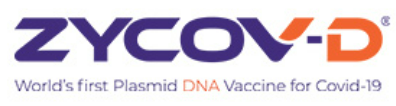 ZYCOV-D®
World's first Plasmid DNA Vaccine for Covid-19